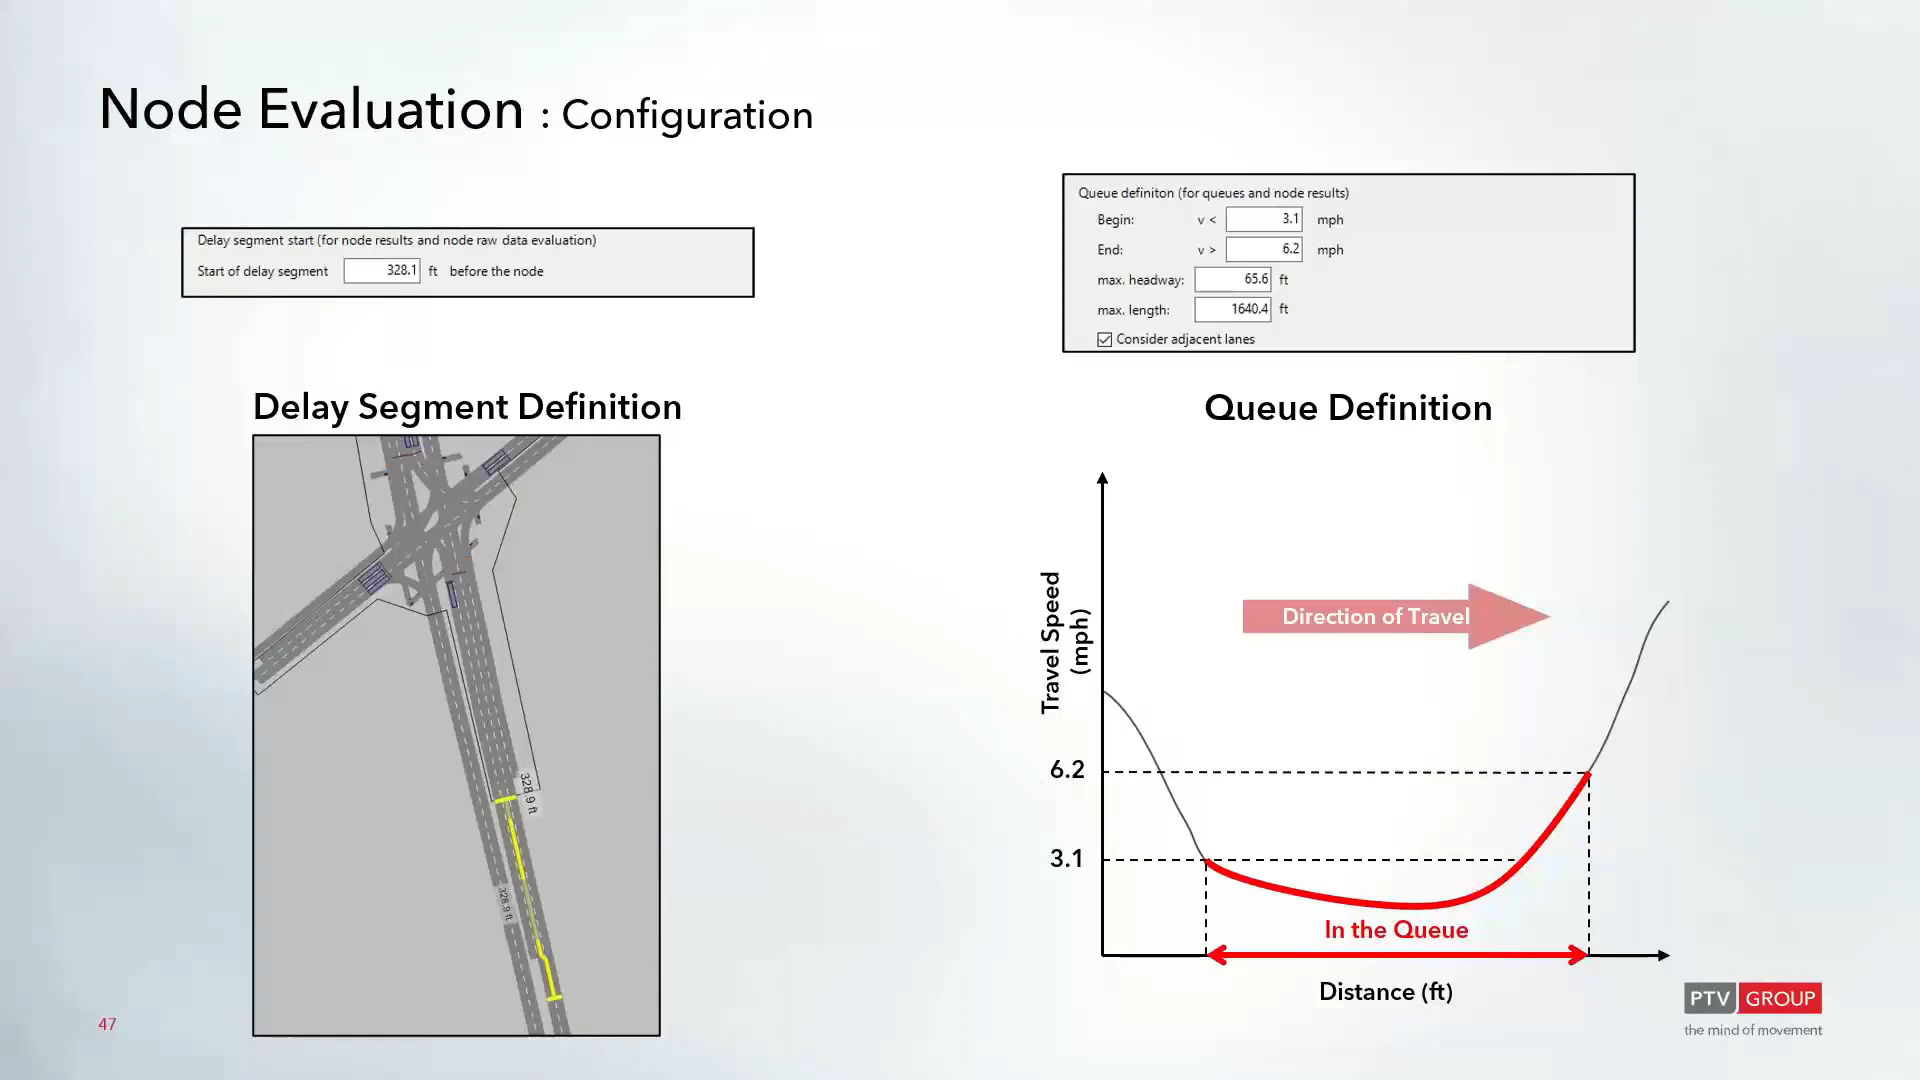 Node Evaluation : Configuration
Delay segment start (for node results and node raw data evaluation)
Start of delay segment 328.1 ft before the node
Queue definiton (for queues and node results)
Begin: v < 3.1 mph
End: v > 6.2 mph
max. headway: 65.6 ft
max. length: 1640.4 ft
Consider adjacent lanes
Delay Segment Definition
328.9 ft
328.9 ft
Queue Definition
Travel Speed
(mph)
Direction of Travel
6.2
3.1
In the Queue
Distance (ft)
47
PTV GROUP
the mind of movement